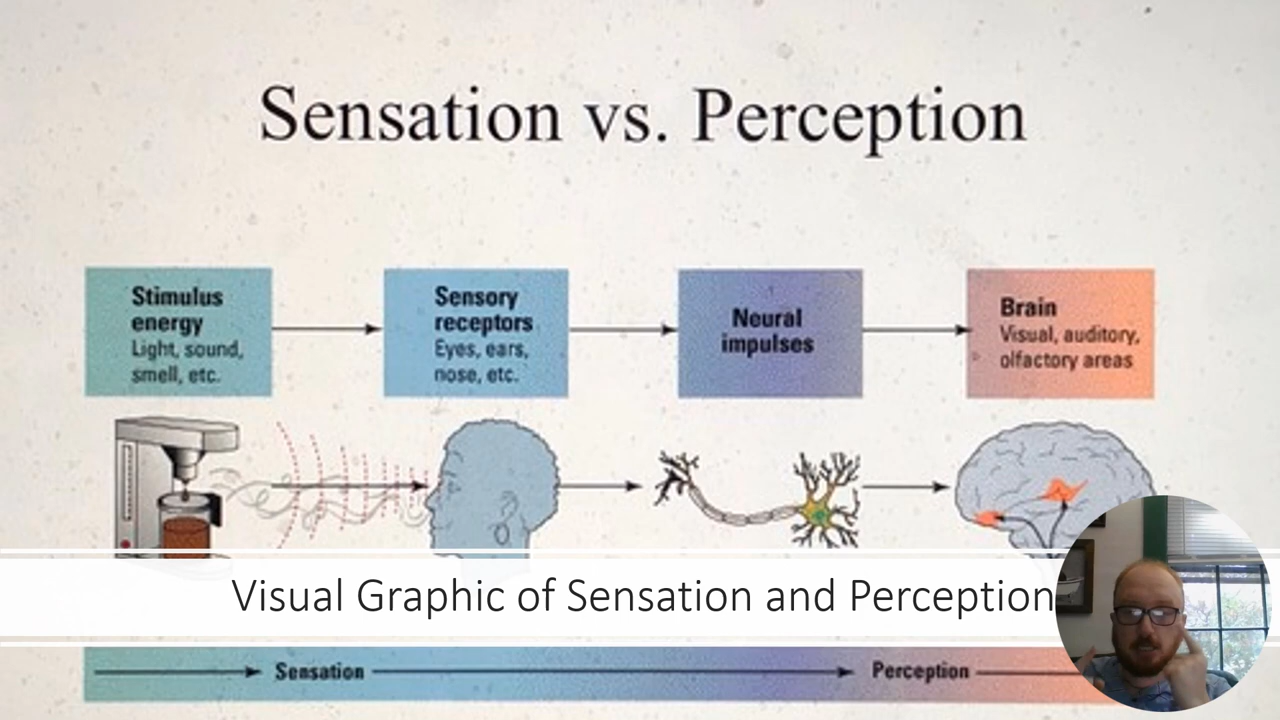 Sensation vs. Perception
Stimulus
energy
Light, sound,
smell, etc.
Sensory
receptors
Eyes, ears,
nose, etc.
Neural
impulses
Brain
Visual, auditory,
olfactory areas
Visual Graphic of Sensation and Perception
Sensation
Perception